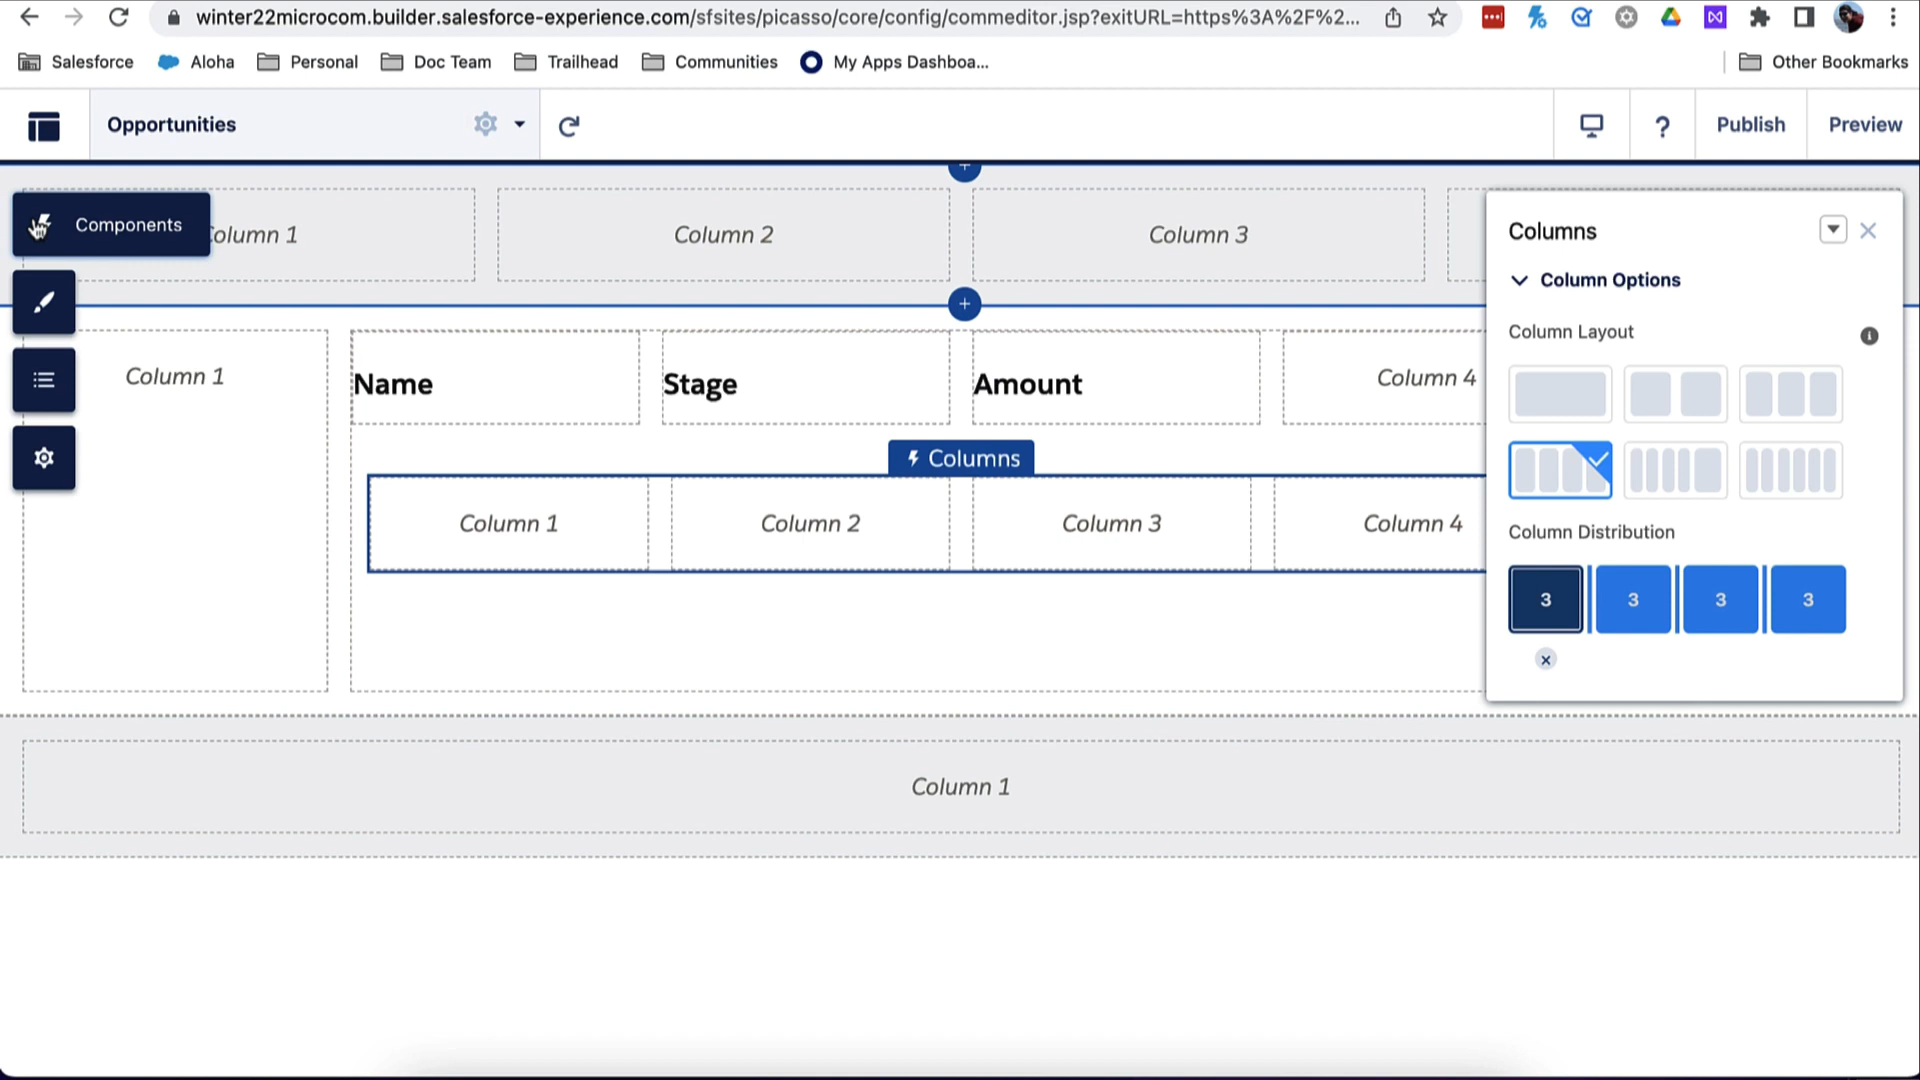 winter22microcom.builder.salesforce-experience.com/sfsites/picasso/core/config/commeditor.jsp?exitURL=https%3A%2F%2...
Salesforce Aloha Personal Doc Team Trailhead Communities My Apps Dashboa... Other Bookmarks
Opportunities ? Publish Preview
Components
Column 1 Column 2 Column 3
Columns
Column Options
Column Layout
Column 1
Name Stage Amount Column 4
Columns
Column 1 Column 2 Column 3 Column 4
Column Distribution
3 3 3 3
Column 1